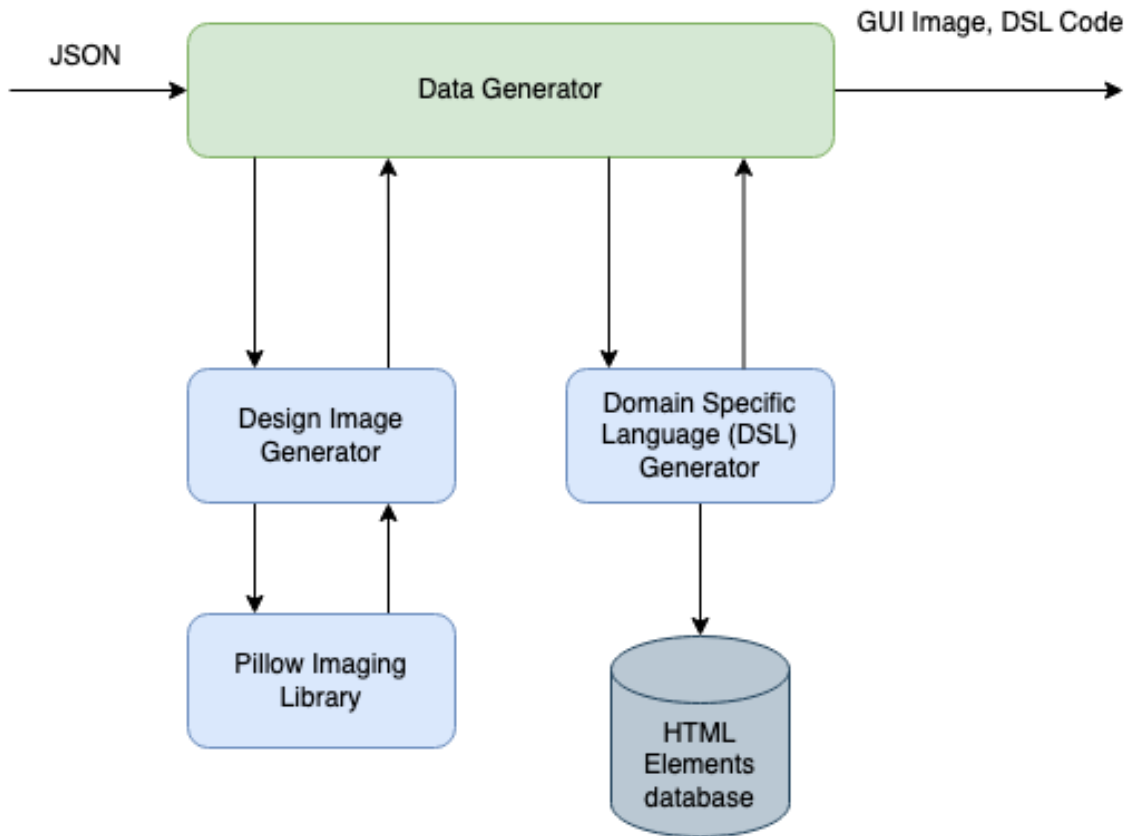 GUI Image, DSL Code
JSON
Data Generator
Design Image
Generator
Domain Specific
Language (DSL)
Generator
Pillow Imaging
Library
HTML
Elements
database